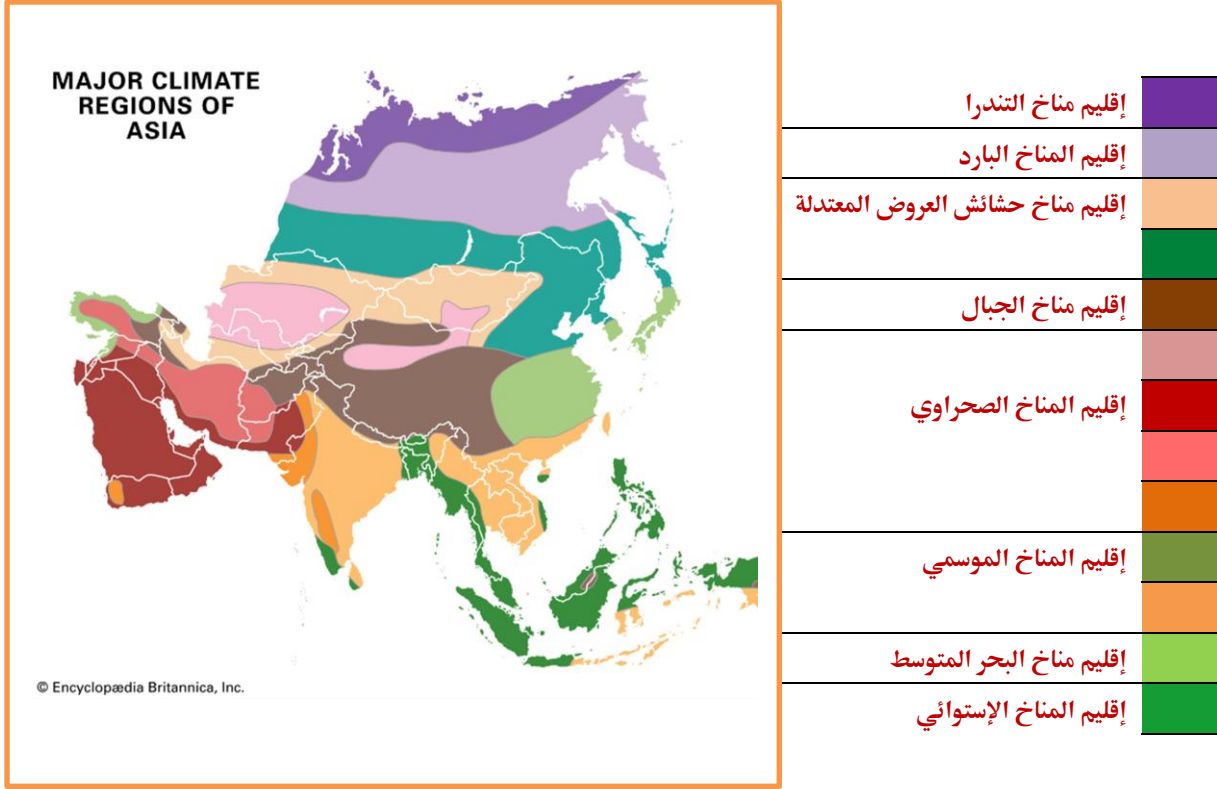 MAJOR CLIMATE
REGIONS OF
ASIA
© Encyclopædia Britannica, Inc.
إقليم مناخ التندرا
إقليم المناخ البارد
إقليم مناخ حشائش العروض المعتدلة
إقليم مناخ الجبال
إقليم المناخ الصحراوي
إقليم المناخ الموسمي
إقليم مناخ البحر المتوسط
إقليم المناخ الإستوائي